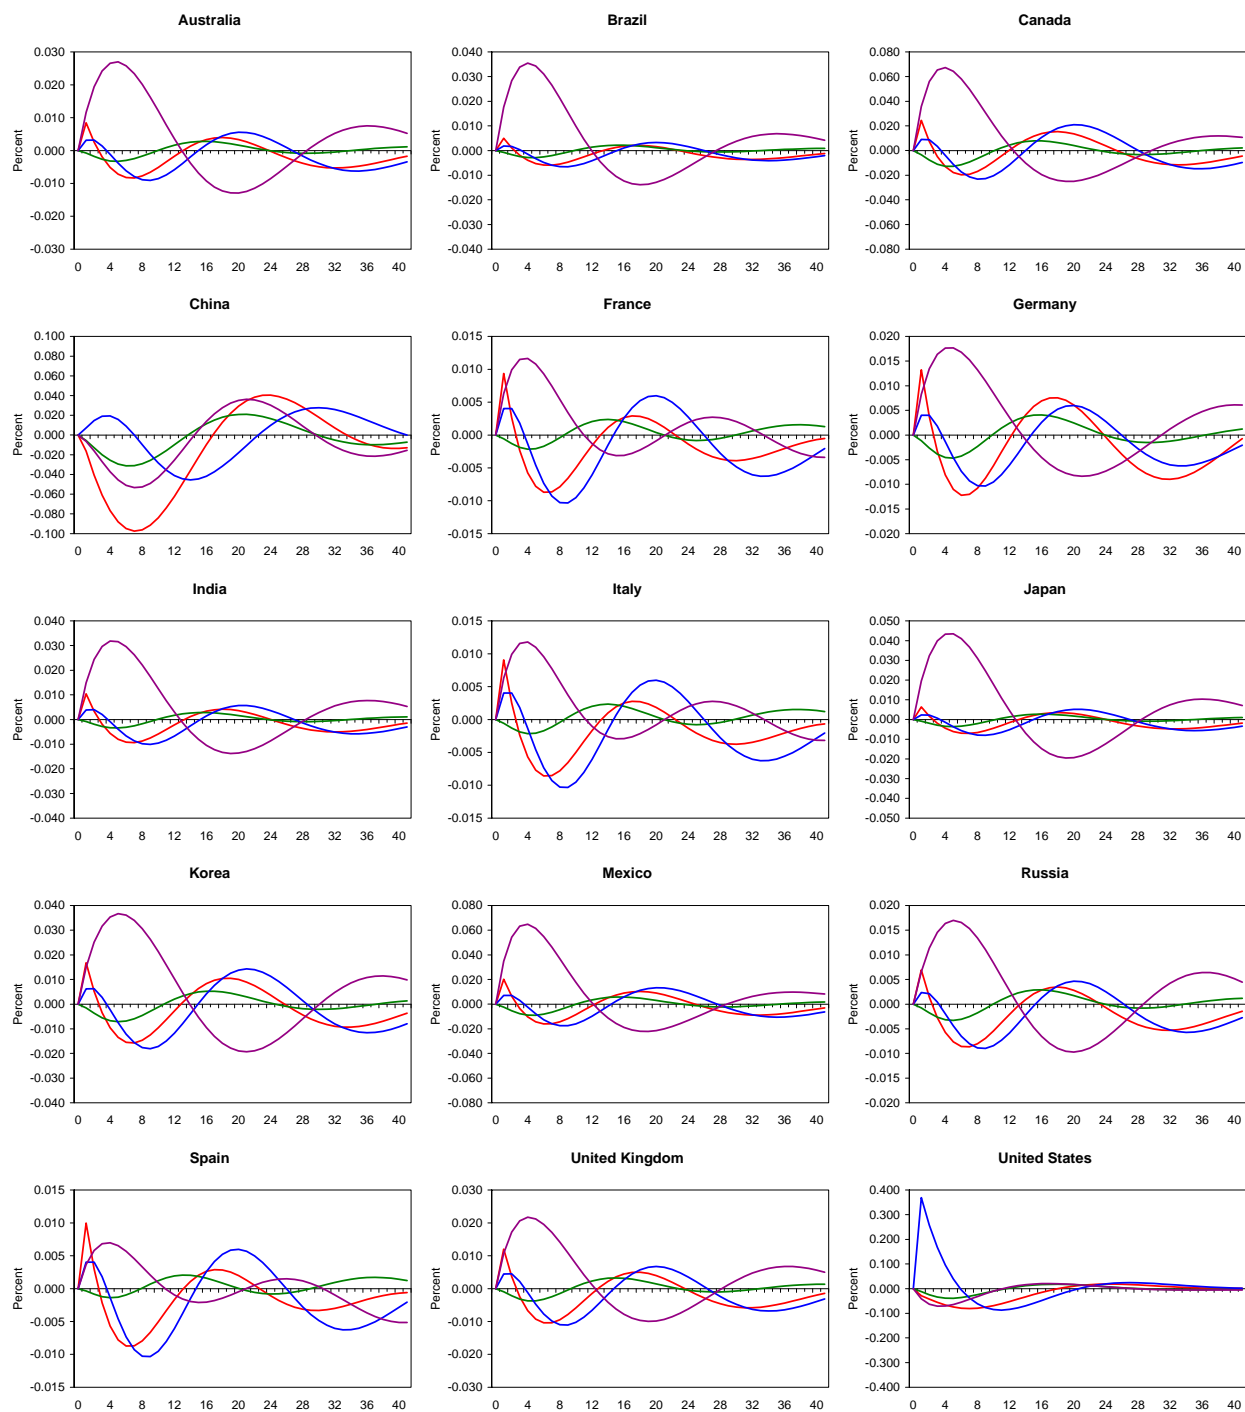 Australia
Percent
0.030
0.020
0.010
0.000
-0.010
-0.020
-0.030
0 4 8 12 16 20 24 28 32 36 40
Brazil
Percent
0.040
0.030
0.020
0.010
0.000
-0.010
-0.020
-0.030
-0.040
0 4 8 12 16 20 24 28 32 36 40
Canada
Percent
0.080
0.060
0.040
0.020
0.000
-0.020
-0.040
-0.060
-0.080
0 4 8 12 16 20 24 28 32 36 40
China
Percent
0.100
0.080
0.060
0.040
0.020
0.000
-0.020
-0.040
-0.060
-0.080
-0.100
0 4 8 12 16 20 24 28 32 36 40
France
Percent
0.015
0.010
0.005
0.000
-0.005
-0.010
-0.015
0 4 8 12 16 20 24 28 32 36 40
Germany
Percent
0.020
0.015
0.010
0.005
0.000
-0.005
-0.010
-0.015
-0.020
0 4 8 12 16 20 24 28 32 36 40
India
Percent
0.040
0.030
0.020
0.010
0.000
-0.010
-0.020
-0.030
-0.040
0 4 8 12 16 20 24 28 32 36 40
Italy
Percent
0.015
0.010
0.005
0.000
-0.005
-0.010
-0.015
0 4 8 12 16 20 24 28 32 36 40
Japan
Percent
0.050
0.040
0.030
0.020
0.010
0.000
-0.010
-0.020
-0.030
-0.040
-0.050
0 4 8 12 16 20 24 28 32 36 40
Korea
Percent
0.040
0.030
0.020
0.010
0.000
-0.010
-0.020
-0.030
-0.040
0 4 8 12 16 20 24 28 32 36 40
Mexico
Percent
0.080
0.060
0.040
0.020
0.000
-0.020
-0.040
-0.060
-0.080
0 4 8 12 16 20 24 28 32 36 40
Russia
Percent
0.020
0.015
0.010
0.005
0.000
-0.005
-0.010
-0.015
-0.020
0 4 8 12 16 20 24 28 32 36 40
Spain
Percent
0.015
0.010
0.005
0.000
-0.005
-0.010
-0.015
0 4 8 12 16 20 24 28 32 36 40
United Kingdom
Percent
0.030
0.020
0.010
0.000
-0.010
-0.020
-0.030
0 4 8 12 16 20 24 28 32 36 40
United States
Percent
0.400
0.300
0.200
0.100
0.000
-0.100
-0.200
-0.300
-0.400
0 4 8 12 16 20 24 28 32 36 40